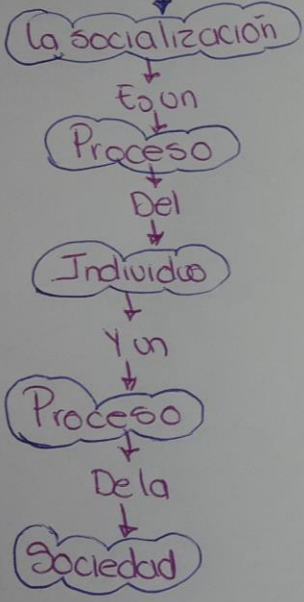 La socialización
Es un
Proceso
Del
Individuo
Y un
Proceso
De la
Sociedad